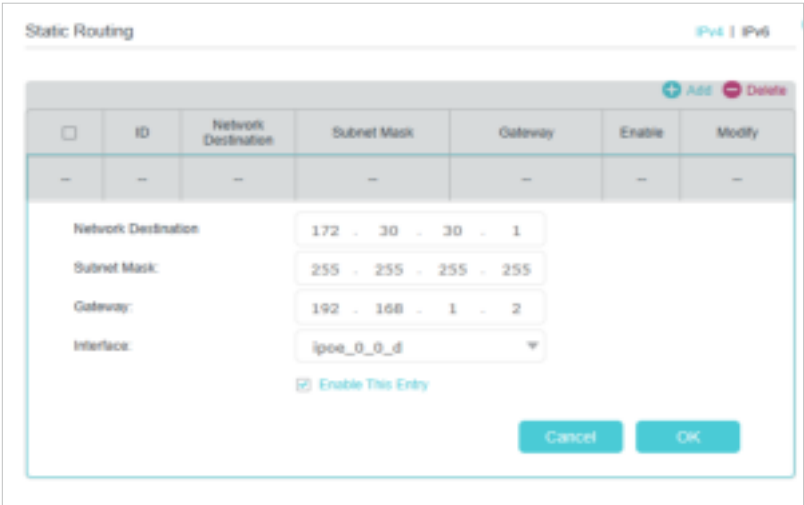 Static Routing IPv4 | IPv6
Add Delete
ID Network Destination Subnet Mask Gateway Enable Modify
-- -- -- -- -- -- --
Network Destination 172 . 30 . 30 . 1
Subnet Mask: 255 . 255 . 255 . 255
Gateway: 192 . 168 . 1 . 2
Interface: ipoe_0_0_d
Enable This Entry
Cancel OK